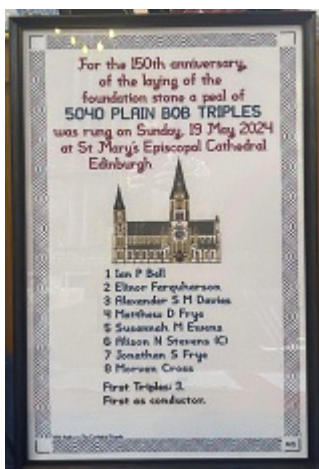 For the 150th anniversary,
of the laying of the
foundation stone a peal of
5040 PLAIN BOB TRIPLES
was rung on Sunday, 19 May 2024
at St Mary's Episcopal Cathedral
Edinburgh
1 Ian P Bell
2 Elinor Farquharson
3 Alexander S M Davies
4 Matthew D Frye
5 Susannah M Evans
6 Alison N Stevens (C)
7 Jonathan S Frye
8 Morven Cross
First Triples: 3.
First as conductor.